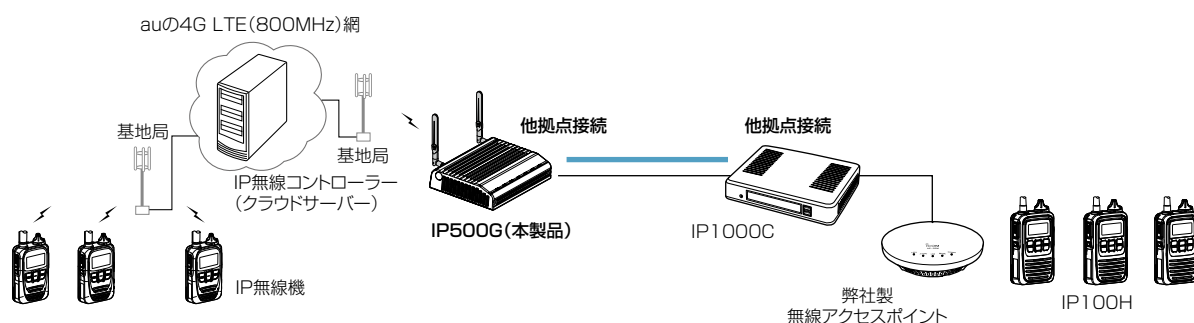 auの4G LTE(800MHz)網
基地局
基地局
IP無線コントローラー
(クラウドサーバー)
IP無線機
他拠点接続
他拠点接続
IP500G(本製品)
IP1000C
弊社製
無線アクセスポイント
IP100H